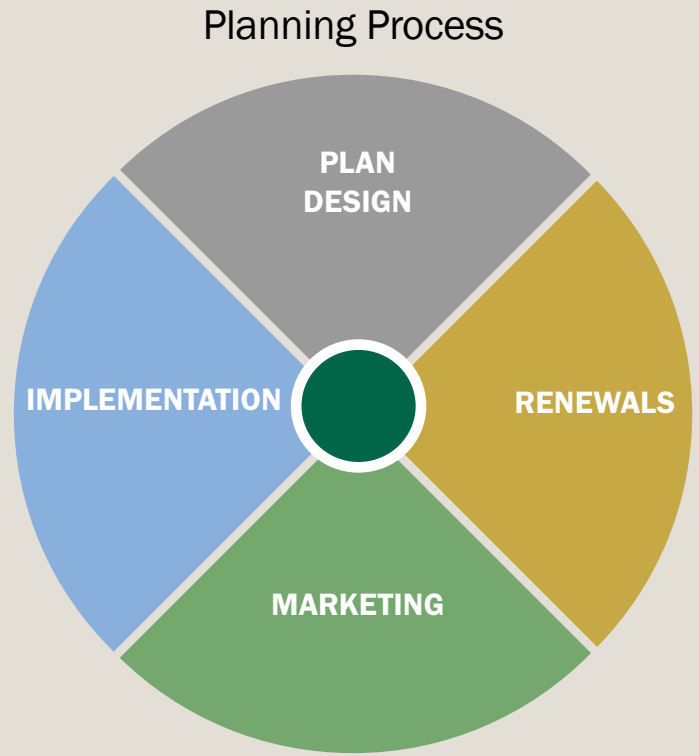 Planning Process
PLAN
DESIGN
IMPLEMENTATION
RENEWALS
MARKETING